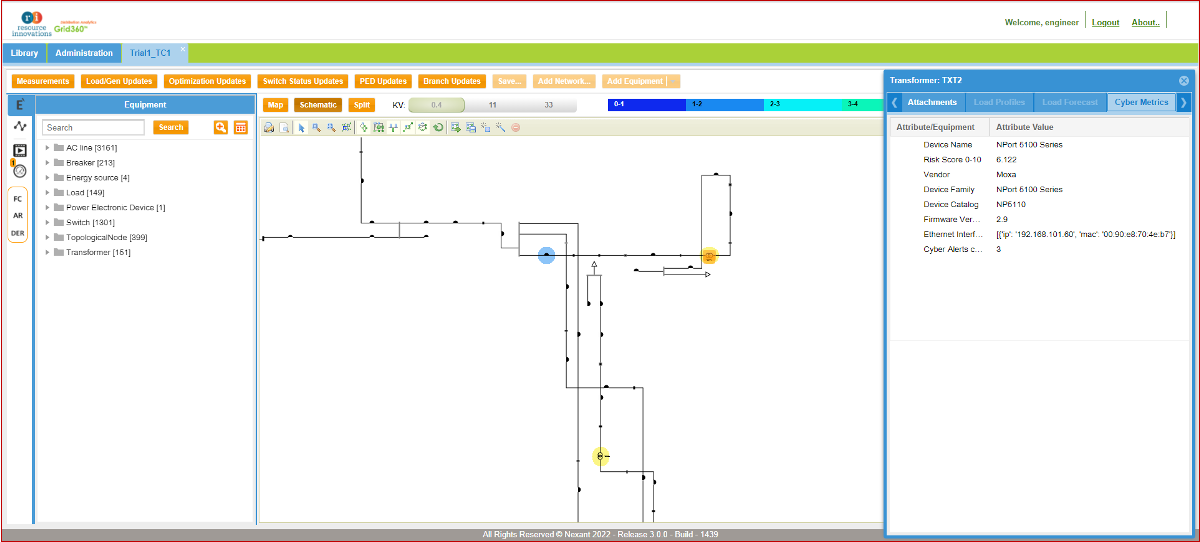 ri
resource
innovations
distribution analytics
Grid360™
Welcome, engineer
Logout
About..
Library
Administration
Trial1_TC1
Measurements
Load/Gen Updates
Optimization Updates
Switch Status Updates
PED Updates
Branch Updates
Save...
Add Network...
Add Equipment
Equipment
Search
Search
AC line [3161]
Breaker [213]
Energy source [4]
Load [149]
Power Electronic Device [1]
Switch [1301]
TopologicalNode [399]
Transformer [151]
E
1
FC
AR
DER
Map
Schematic
Split
KV:
0.4
11
33
0-1
1-2
2-3
3-4
Transformer: TXT2
Attachments
Load Profiles
Load Forecast
Cyber Metrics
Attribute/Equipment Attribute Value
Device Name NPort 5100 Series
Risk Score 0-10 6.122
Vendor Moxa
Device Family NPort 5100 Series
Device Catalog NP5110
Firmware Ver... 2.9
Ethernet Interf... [{'ip': '192.168.101.60', 'mac': '00:90:e8:70:4e:b7'}]
Cyber Alerts c... 3
All Rights Reserved © Nexant 2022 - Release 3.0.0 - Build - 1439